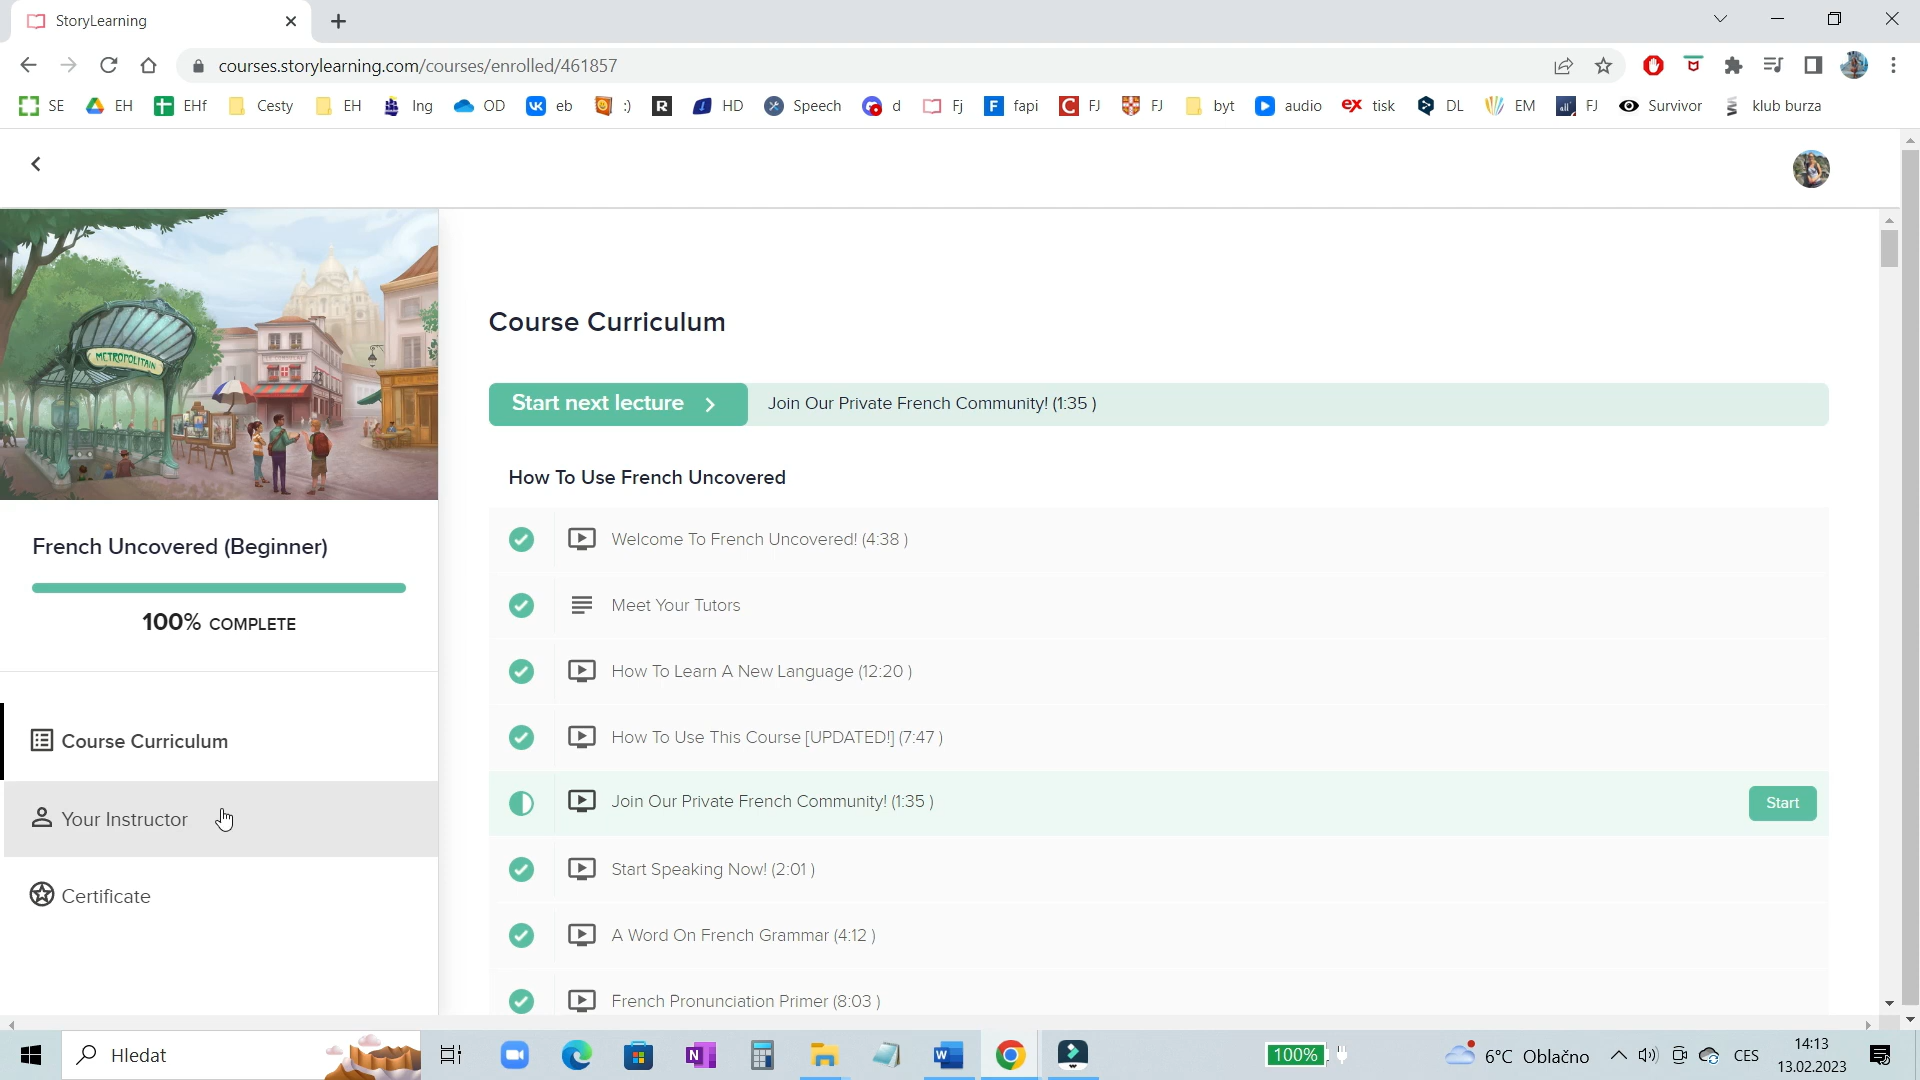 StoryLearning
courses.storylearning.com/courses/enrolled/461857
SE EH EHf Cesty EH Ing OD eb :) R HD Speech d Fj fapi FJ FJ byt audio tisk DL EM FJ Survivor klub burza
METROPOLITAIN
French Uncovered (Beginner)
100% COMPLETE
Course Curriculum
Your Instructor
Certificate
Course Curriculum
Start next lecture Join Our Private French Community! (1:35 )
How To Use French Uncovered
Welcome To French Uncovered! (4:38 )
Meet Your Tutors
How To Learn A New Language (12:20 )
How To Use This Course [UPDATED!] (7:47 )
Join Our Private French Community! (1:35 ) Start
Start Speaking Now! (2:01 )
A Word On French Grammar (4:12 )
French Pronunciation Primer (8:03 )
Hledat 100% 6°C Oblačno CES 14:13
13.02.2023